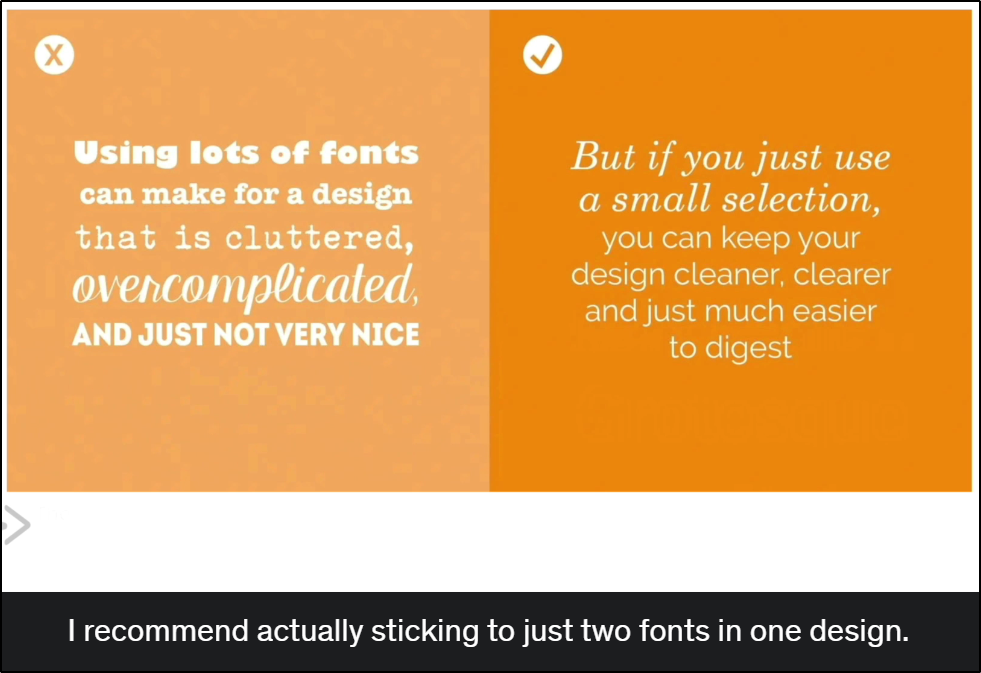 Using lots of fonts
can make for a design
that is cluttered,
overcomplicated,
AND JUST NOT VERY NICE
But if you just use
a small selection,
you can keep your
design cleaner, clearer
and just much easier
to digest
Grotesque
I recommend actually sticking to just two fonts in one design.